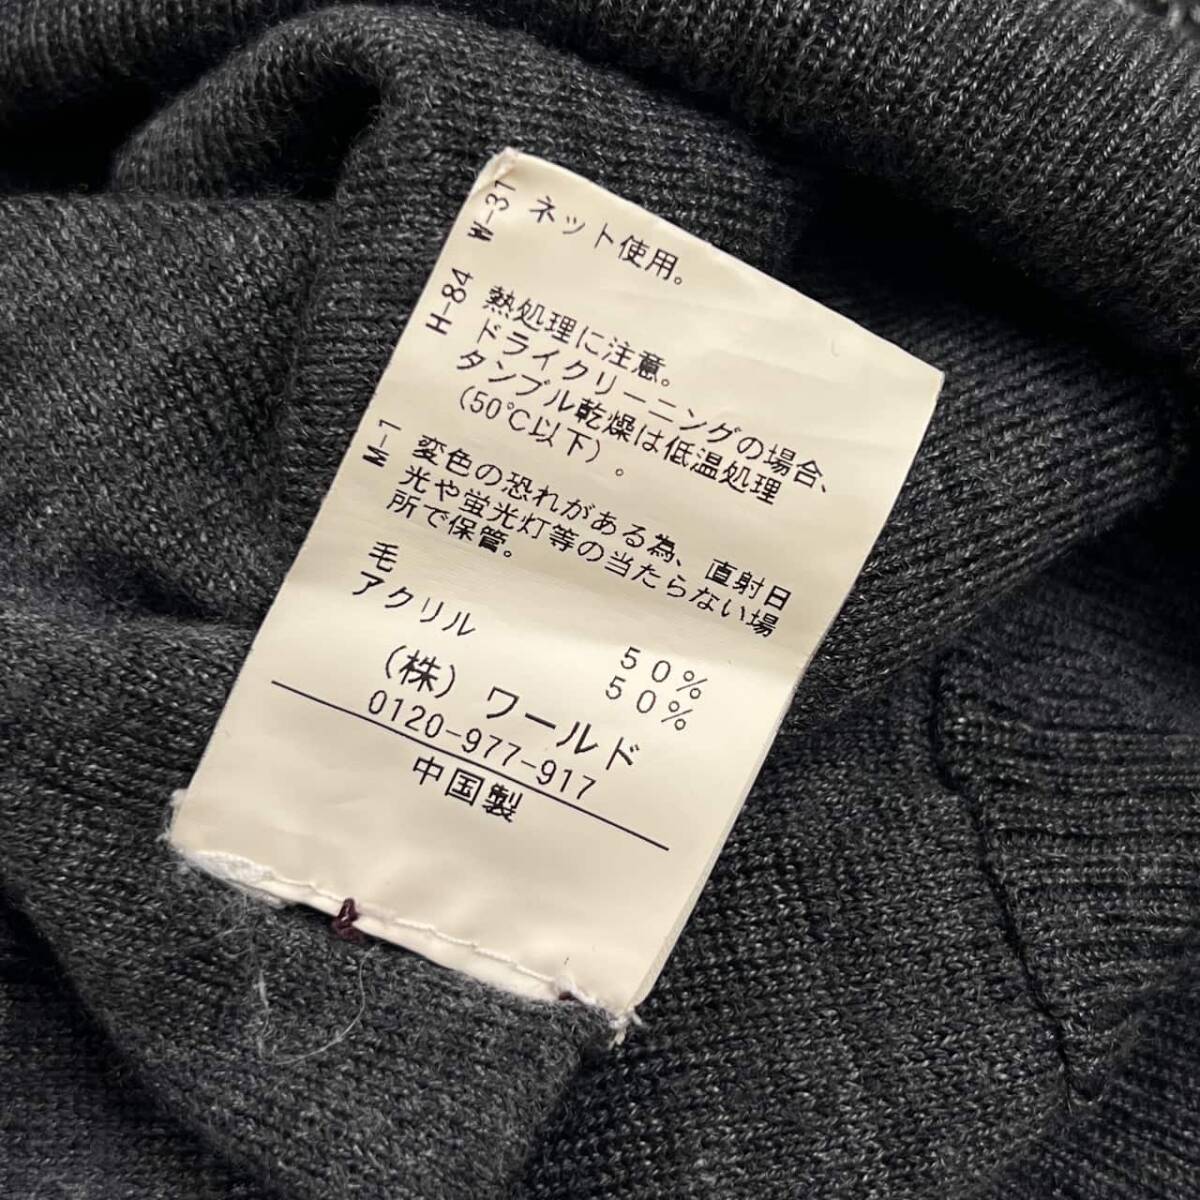 W-31 ネット使用。
H-84 熱処理に注意。
ドライクリーニングの場合、
タンブル乾燥は低温処理
(50℃以下)。
M-1 変色の恐れがある為、直射日
光や蛍光灯等の当たらない場
所で保管。
毛 50%
アクリル 50%
(株) ワールド
0120-977-917
中国製